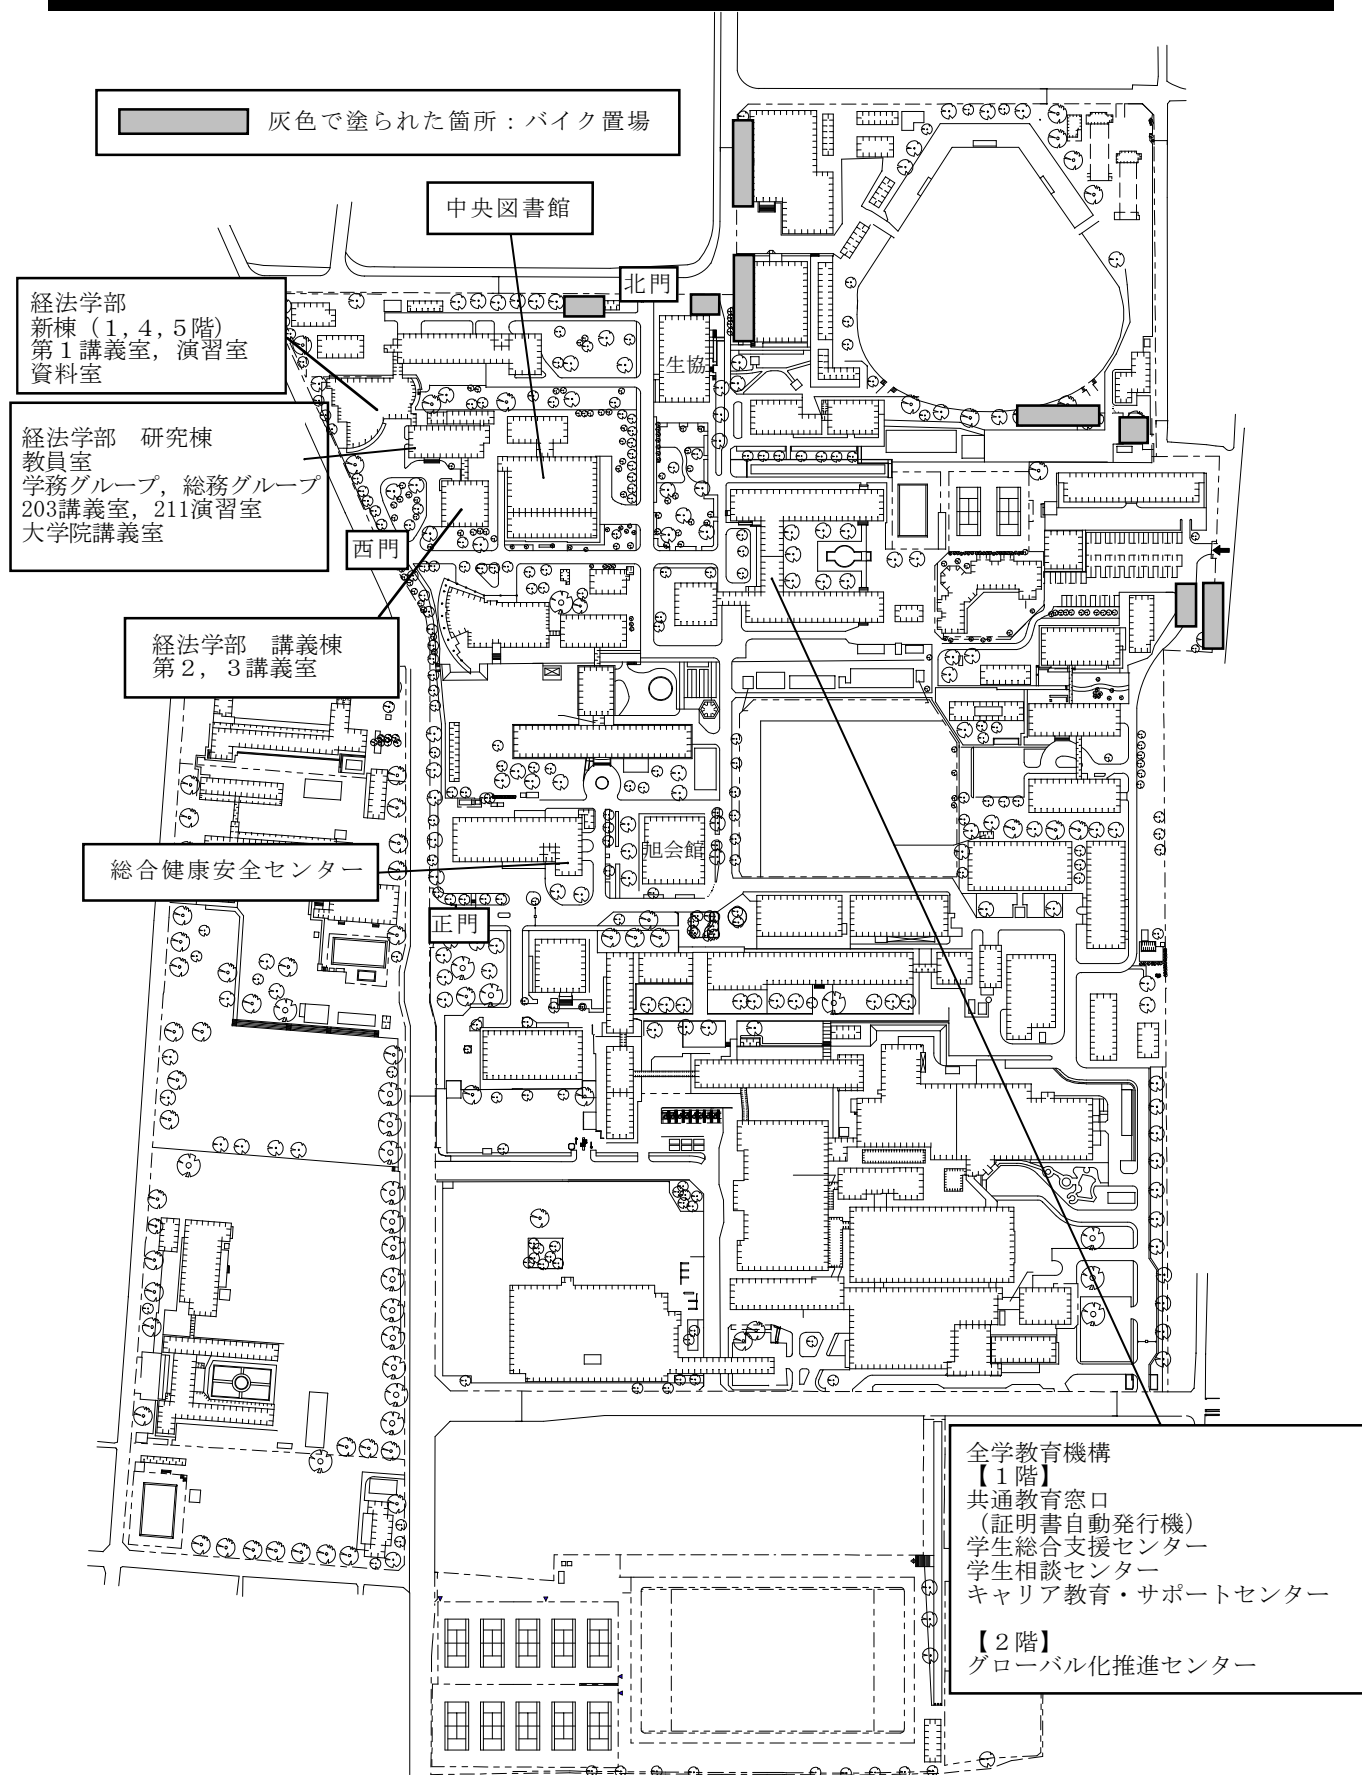 灰色で塗られた箇所：バイク置場
中央図書館
北門
経法学部
新棟（1，4，5階）
第１講義室，演習室
資料室
生協
経法学部　研究棟
教員室
学務グループ，総務グループ
203講義室，211演習室
大学院講義室
西門
経法学部　講義棟
第２，３講義室
総合健康安全センター
旭会館
正門
全学教育機構
【１階】
共通教育窓口
（証明書自動発行機）
学生総合支援センター
学生相談センター
キャリア教育・サポートセンター
【２階】
グローバル化推進センター